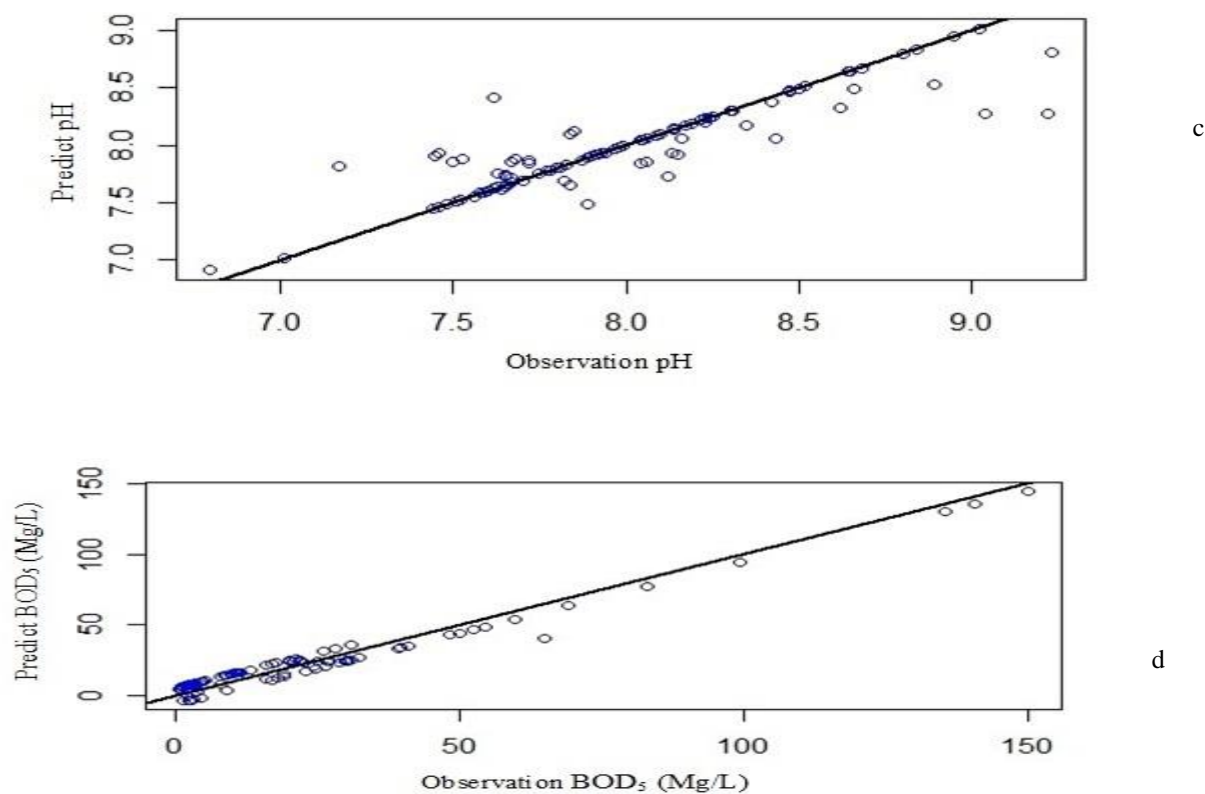 9.0
8.5
8.0
7.5
7.0
Predict pH
7.0 7.5 8.0 8.5 9.0
Observation pH
c
150
100
50
0
Predict BOD₅ (Mg/L)
0 50 100 150
Observation BOD₅ (Mg/L)
d